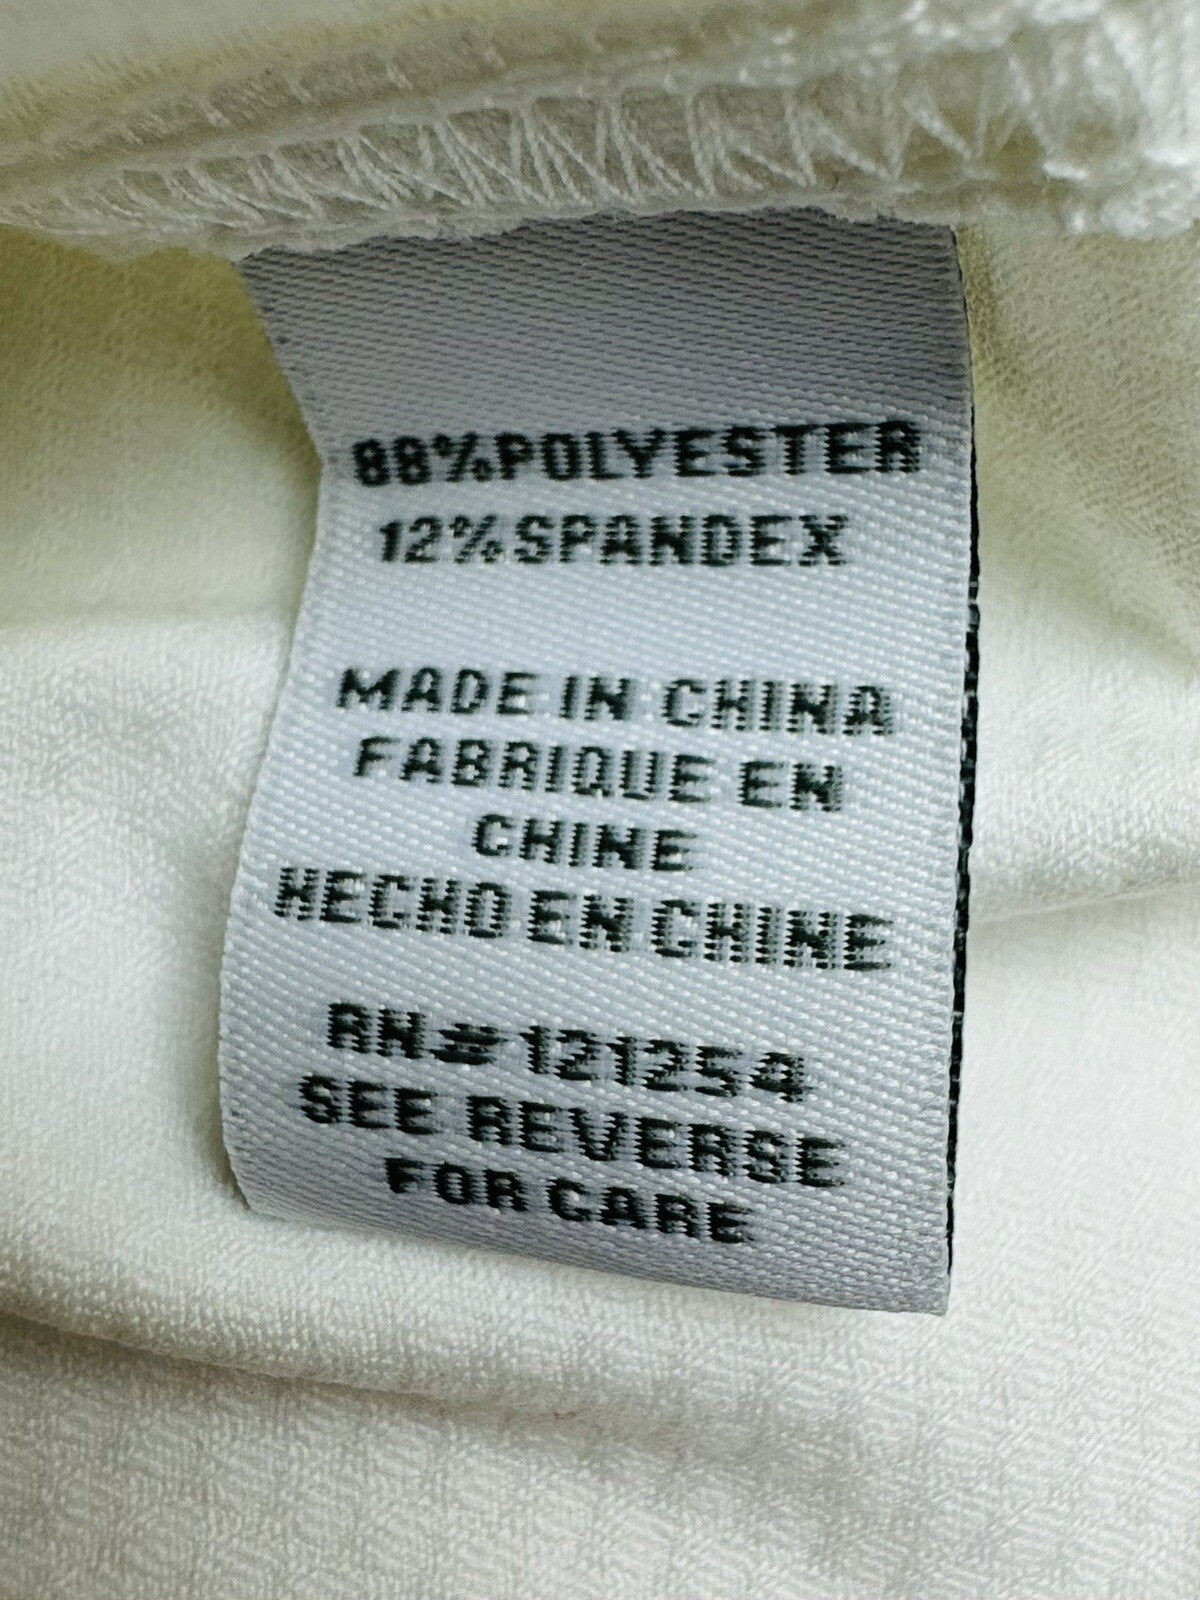 88%POLYESTER
12%SPANDEX
MADE IN CHINA
FABRIQUE EN
CHINE
HECHO EN CHINE
RN#121254
SEE REVERSE
FOR CARE